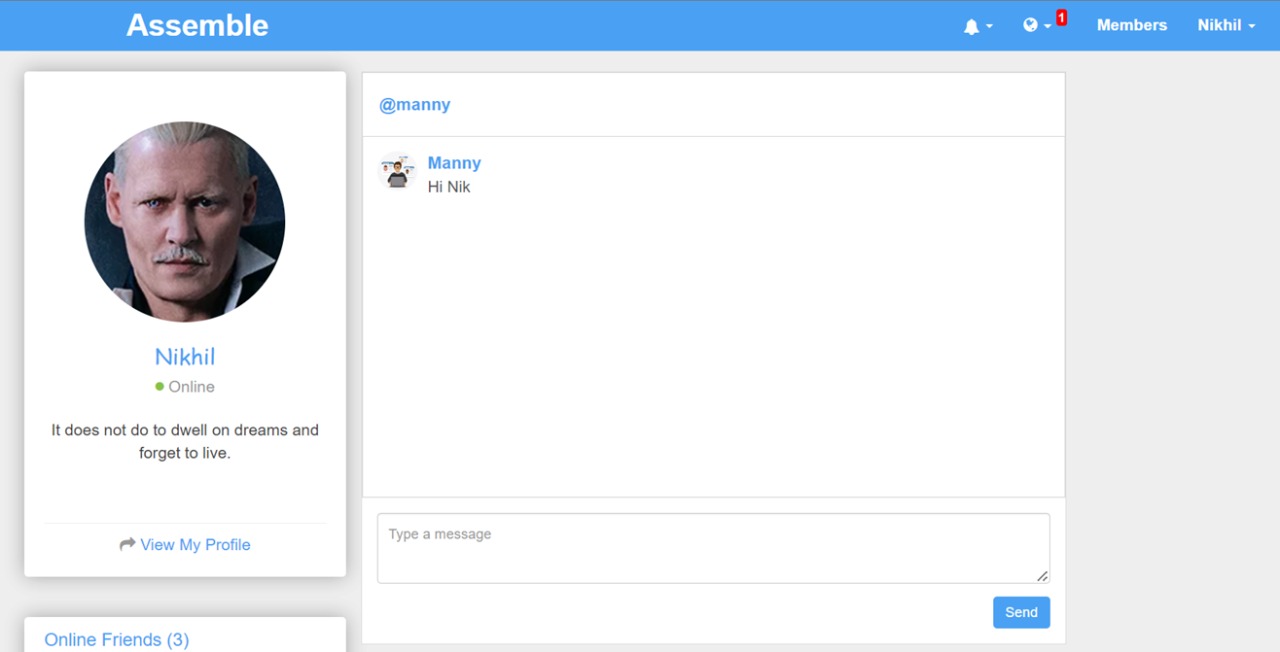 Assemble
1
Members
Nikhil
@manny
Manny
Hi Nik
Nikhil
Online
It does not do to dwell on dreams and
forget to live.
View My Profile
Type a message
Send
Online Friends (3)